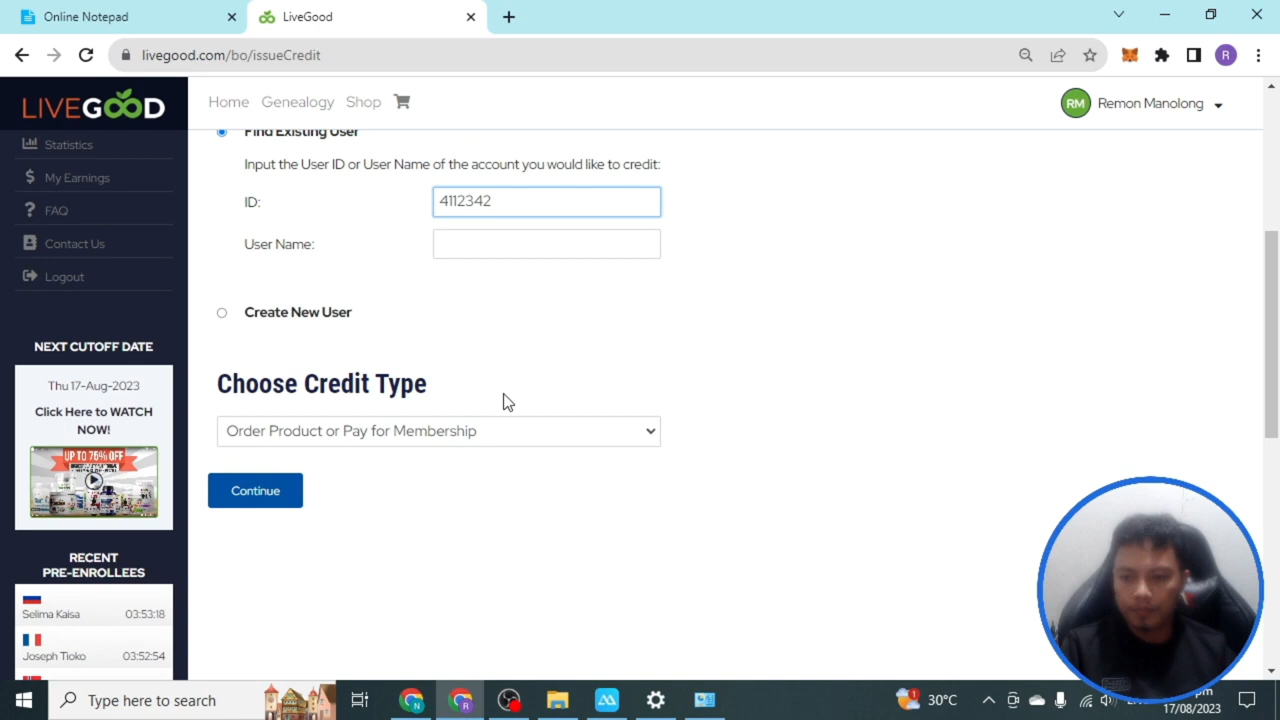 Online Notepad
LiveGood
livegood.com/bo/issueCredit
LIVEGOOD
Home Genealogy Shop
RM Remon Manolong
Statistics
My Earnings
FAQ
Contact Us
Logout
NEXT CUTOFF DATE
Thu 17-Aug-2023
Click Here to WATCH
NOW!
UP TO 76% OFF
RECENT
PRE-ENROLLEES
Selima Kaisa 03:53:18
Joseph Tioko 03:52:54
Find Existing User
Input the User ID or User Name of the account you would like to credit:
ID: 4112342
User Name:
Create New User
Choose Credit Type
Order Product or Pay for Membership
Continue
Type here to search
30°C
pm
17/08/2023